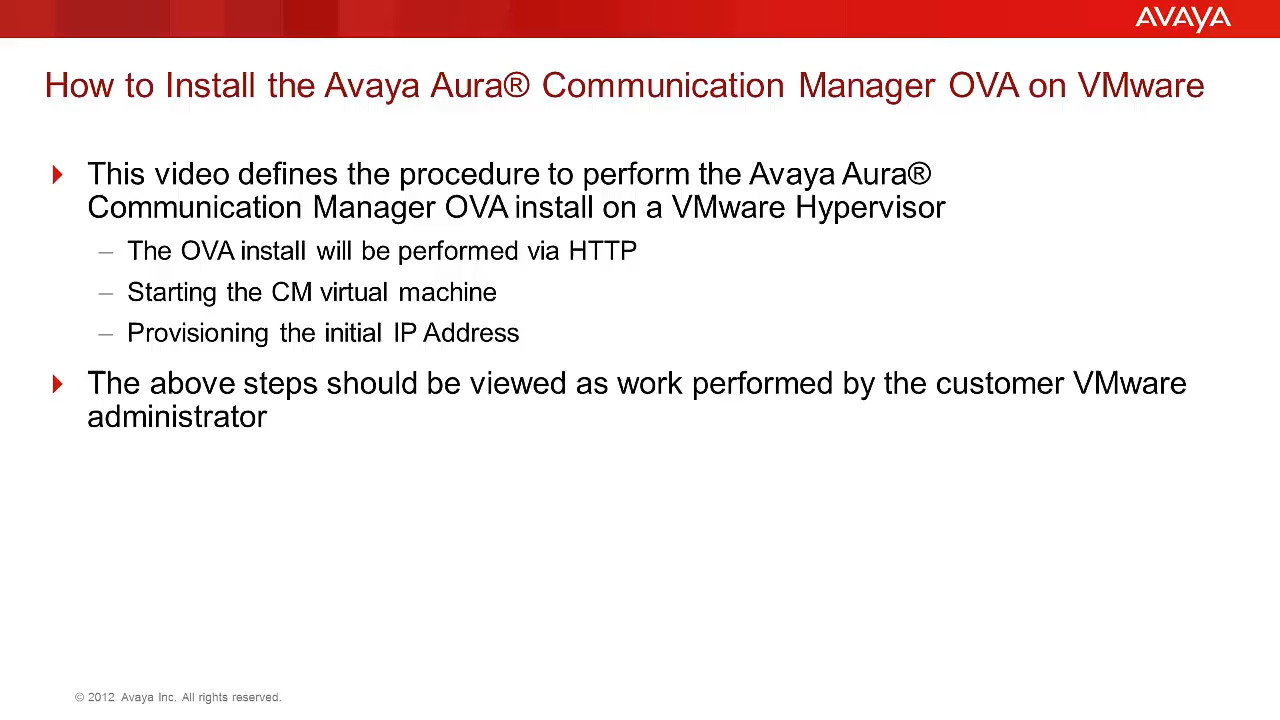 AVAYA
How to Install the Avaya Aura® Communication Manager OVA on VMware
This video defines the procedure to perform the Avaya Aura®
Communication Manager OVA install on a VMware Hypervisor
– The OVA install will be performed via HTTP
– Starting the CM virtual machine
– Provisioning the initial IP Address
The above steps should be viewed as work performed by the customer VMware
administrator
© 2012 Avaya Inc. All rights reserved.